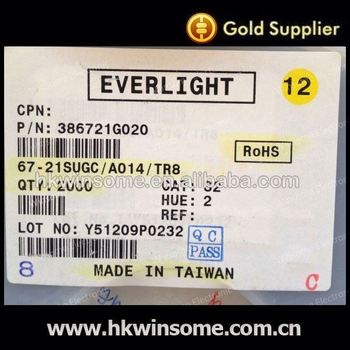 Gold Supplier
EVERLIGHT
12
CPN:
P/N: 386721G020
RoHS
67-21SUGC/A014/TR8
QTY: 2000
CAT: S2
HUE: 2
REF:
LOT NO: Y51209P0232
QC
PASS
8
MADE IN TAIWAN
C
www.hkwinsome.com.cn